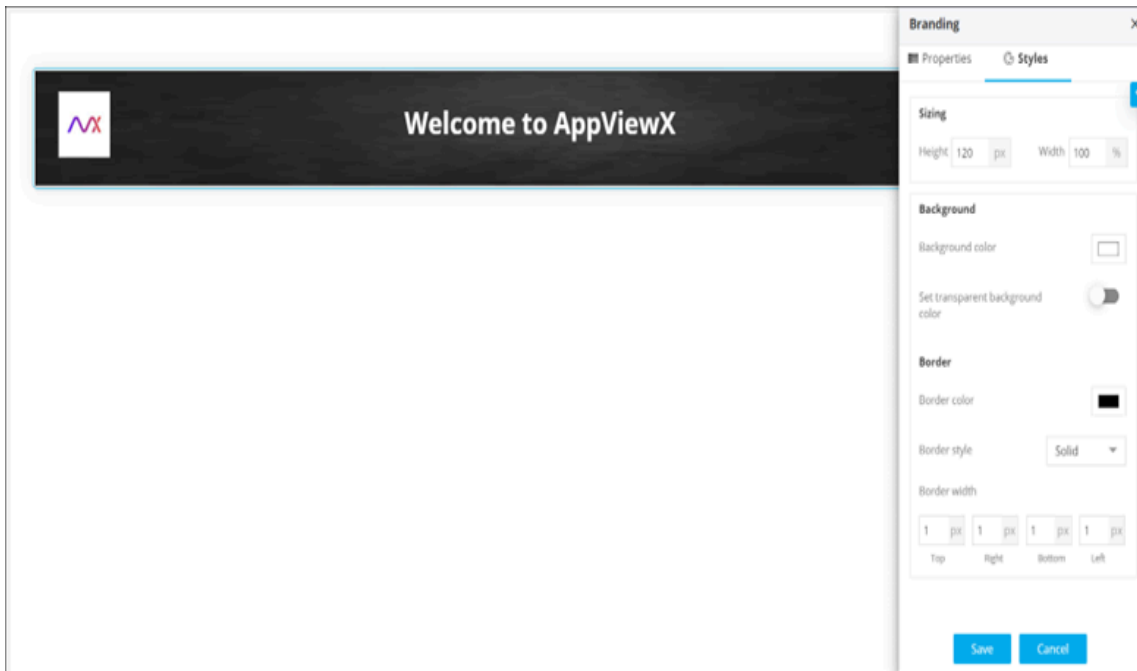 Branding
Properties Styles
Sizing
Height 120 px Width 100 %
Welcome to AppViewX
Background
Background color
Set transparent background
color
Border
Border color
Border style Solid
Border width
1 px 1 px 1 px 1 px
Top Right Bottom Left
Save Cancel